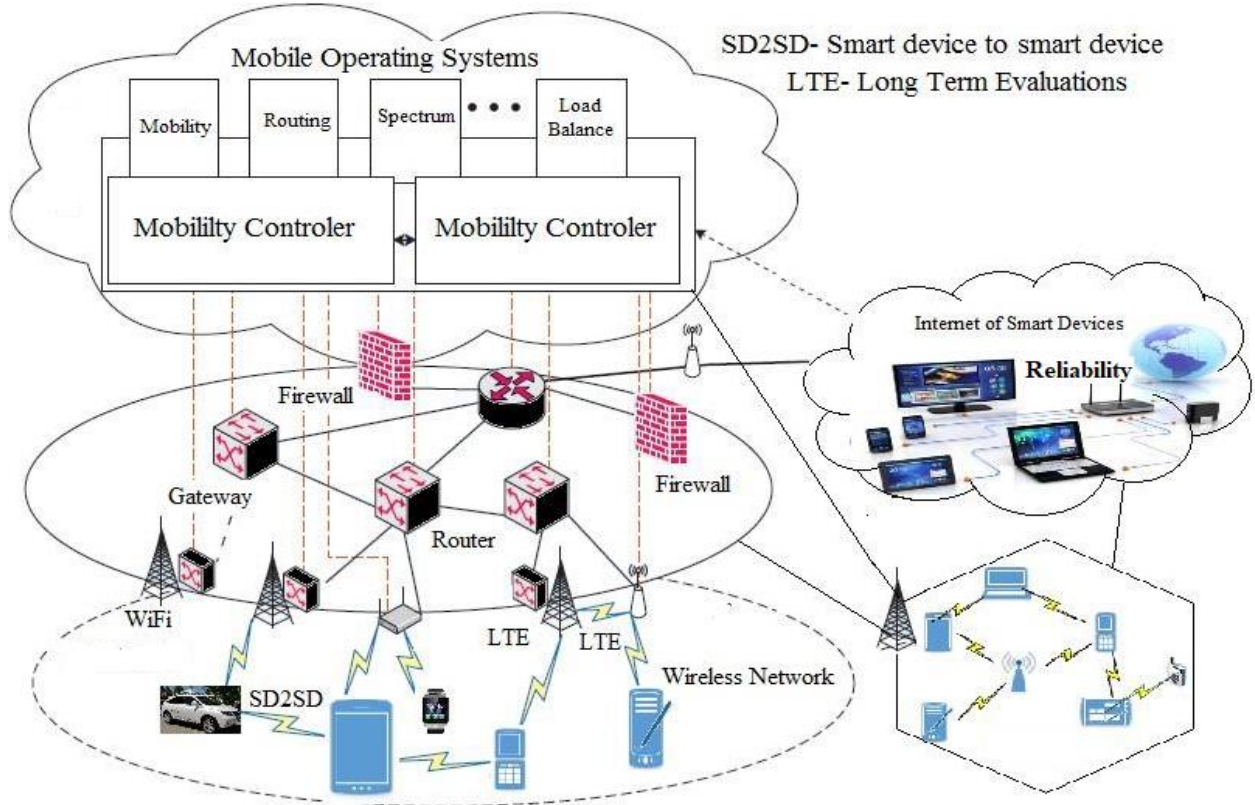 SD2SD- Smart device to smart device
LTE- Long Term Evaluations
Mobile Operating Systems
Mobility
Routing
Spectrum
Load
Balance
Mobililty Controler
Mobililty Controler
Internet of Smart Devices
Reliability
Firewall
Firewall
Gateway
Router
WiFi
LTE
LTE
SD2SD
Wireless Network